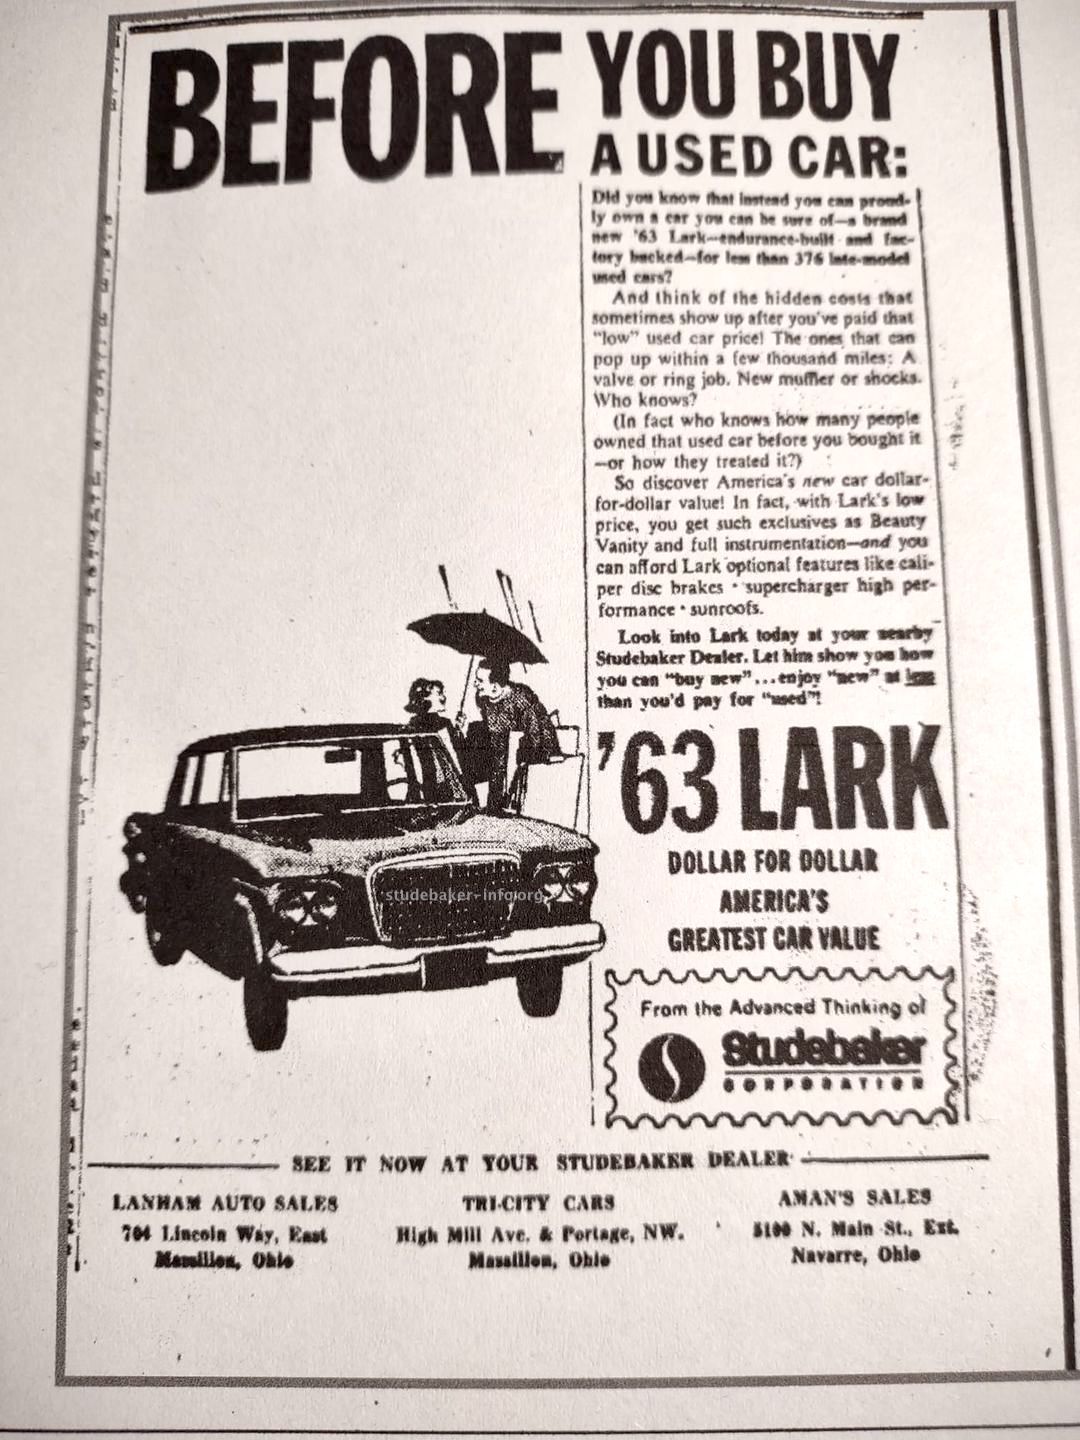 BEFORE YOU BUY
A USED CAR:
Did you know that instead you can proud-
ly own a car you can be sure of—a brand
new '63 Lark—endurance-built and fac-
tory backed—for less than 376 late-model
used cars?
And think of the hidden costs that
sometimes show up after you've paid that
"low" used car price! The ones that can
pop up within a few thousand miles: A
valve or ring job. New muffler or shocks.
Who knows?
(In fact who knows how many people
owned that used car before you bought it
—or how they treated it?)
So discover America's new car dollar-
for-dollar value! In fact, with Lark's low
price, you get such exclusives as Beauty
Vanity and full instrumentation—and you
can afford Lark optional features like cali-
per disc brakes • supercharger high per-
formance • sunroofs.
Look into Lark today at your nearby
Studebaker Dealer. Let him show you how
you can "buy new"...enjoy "new" at less
than you'd pay for "used"!
'63 LARK
DOLLAR FOR DOLLAR
AMERICA'S
GREATEST CAR VALUE
studebaker-info.org
From the Advanced Thinking of
S Studebaker
CORPORATION
SEE IT NOW AT YOUR STUDEBAKER DEALER
LANHAM AUTO SALES
704 Lincoln Way, East
Massillon, Ohio
TRI-CITY CARS
High Mill Ave. & Portage, NW.
Massillon, Ohio
AMAN'S SALES
5100 N. Main St., Ext.
Navarre, Ohio